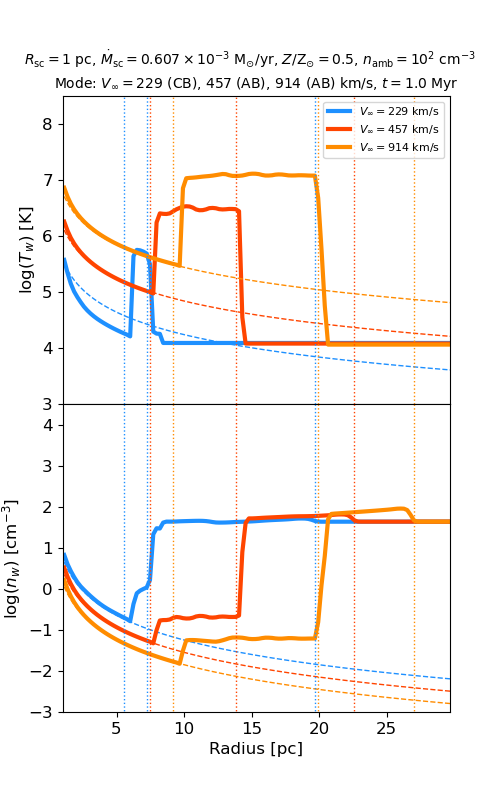 R_sc = 1 pc, Ṁ_sc = 0.607 × 10⁻³ M_⊙/yr, Z/Z_⊙ = 0.5, n_amb = 10² cm⁻³
Mode: V_∞ = 229 (CB), 457 (AB), 914 (AB) km/s, t = 1.0 Myr
V_∞ = 229 km/s
V_∞ = 457 km/s
V_∞ = 914 km/s
log(T_w) [K]
8
7
6
5
4
3
log(n_w) [cm⁻³]
4
3
2
1
0
−1
−2
−3
5 10 15 20 25
Radius [pc]